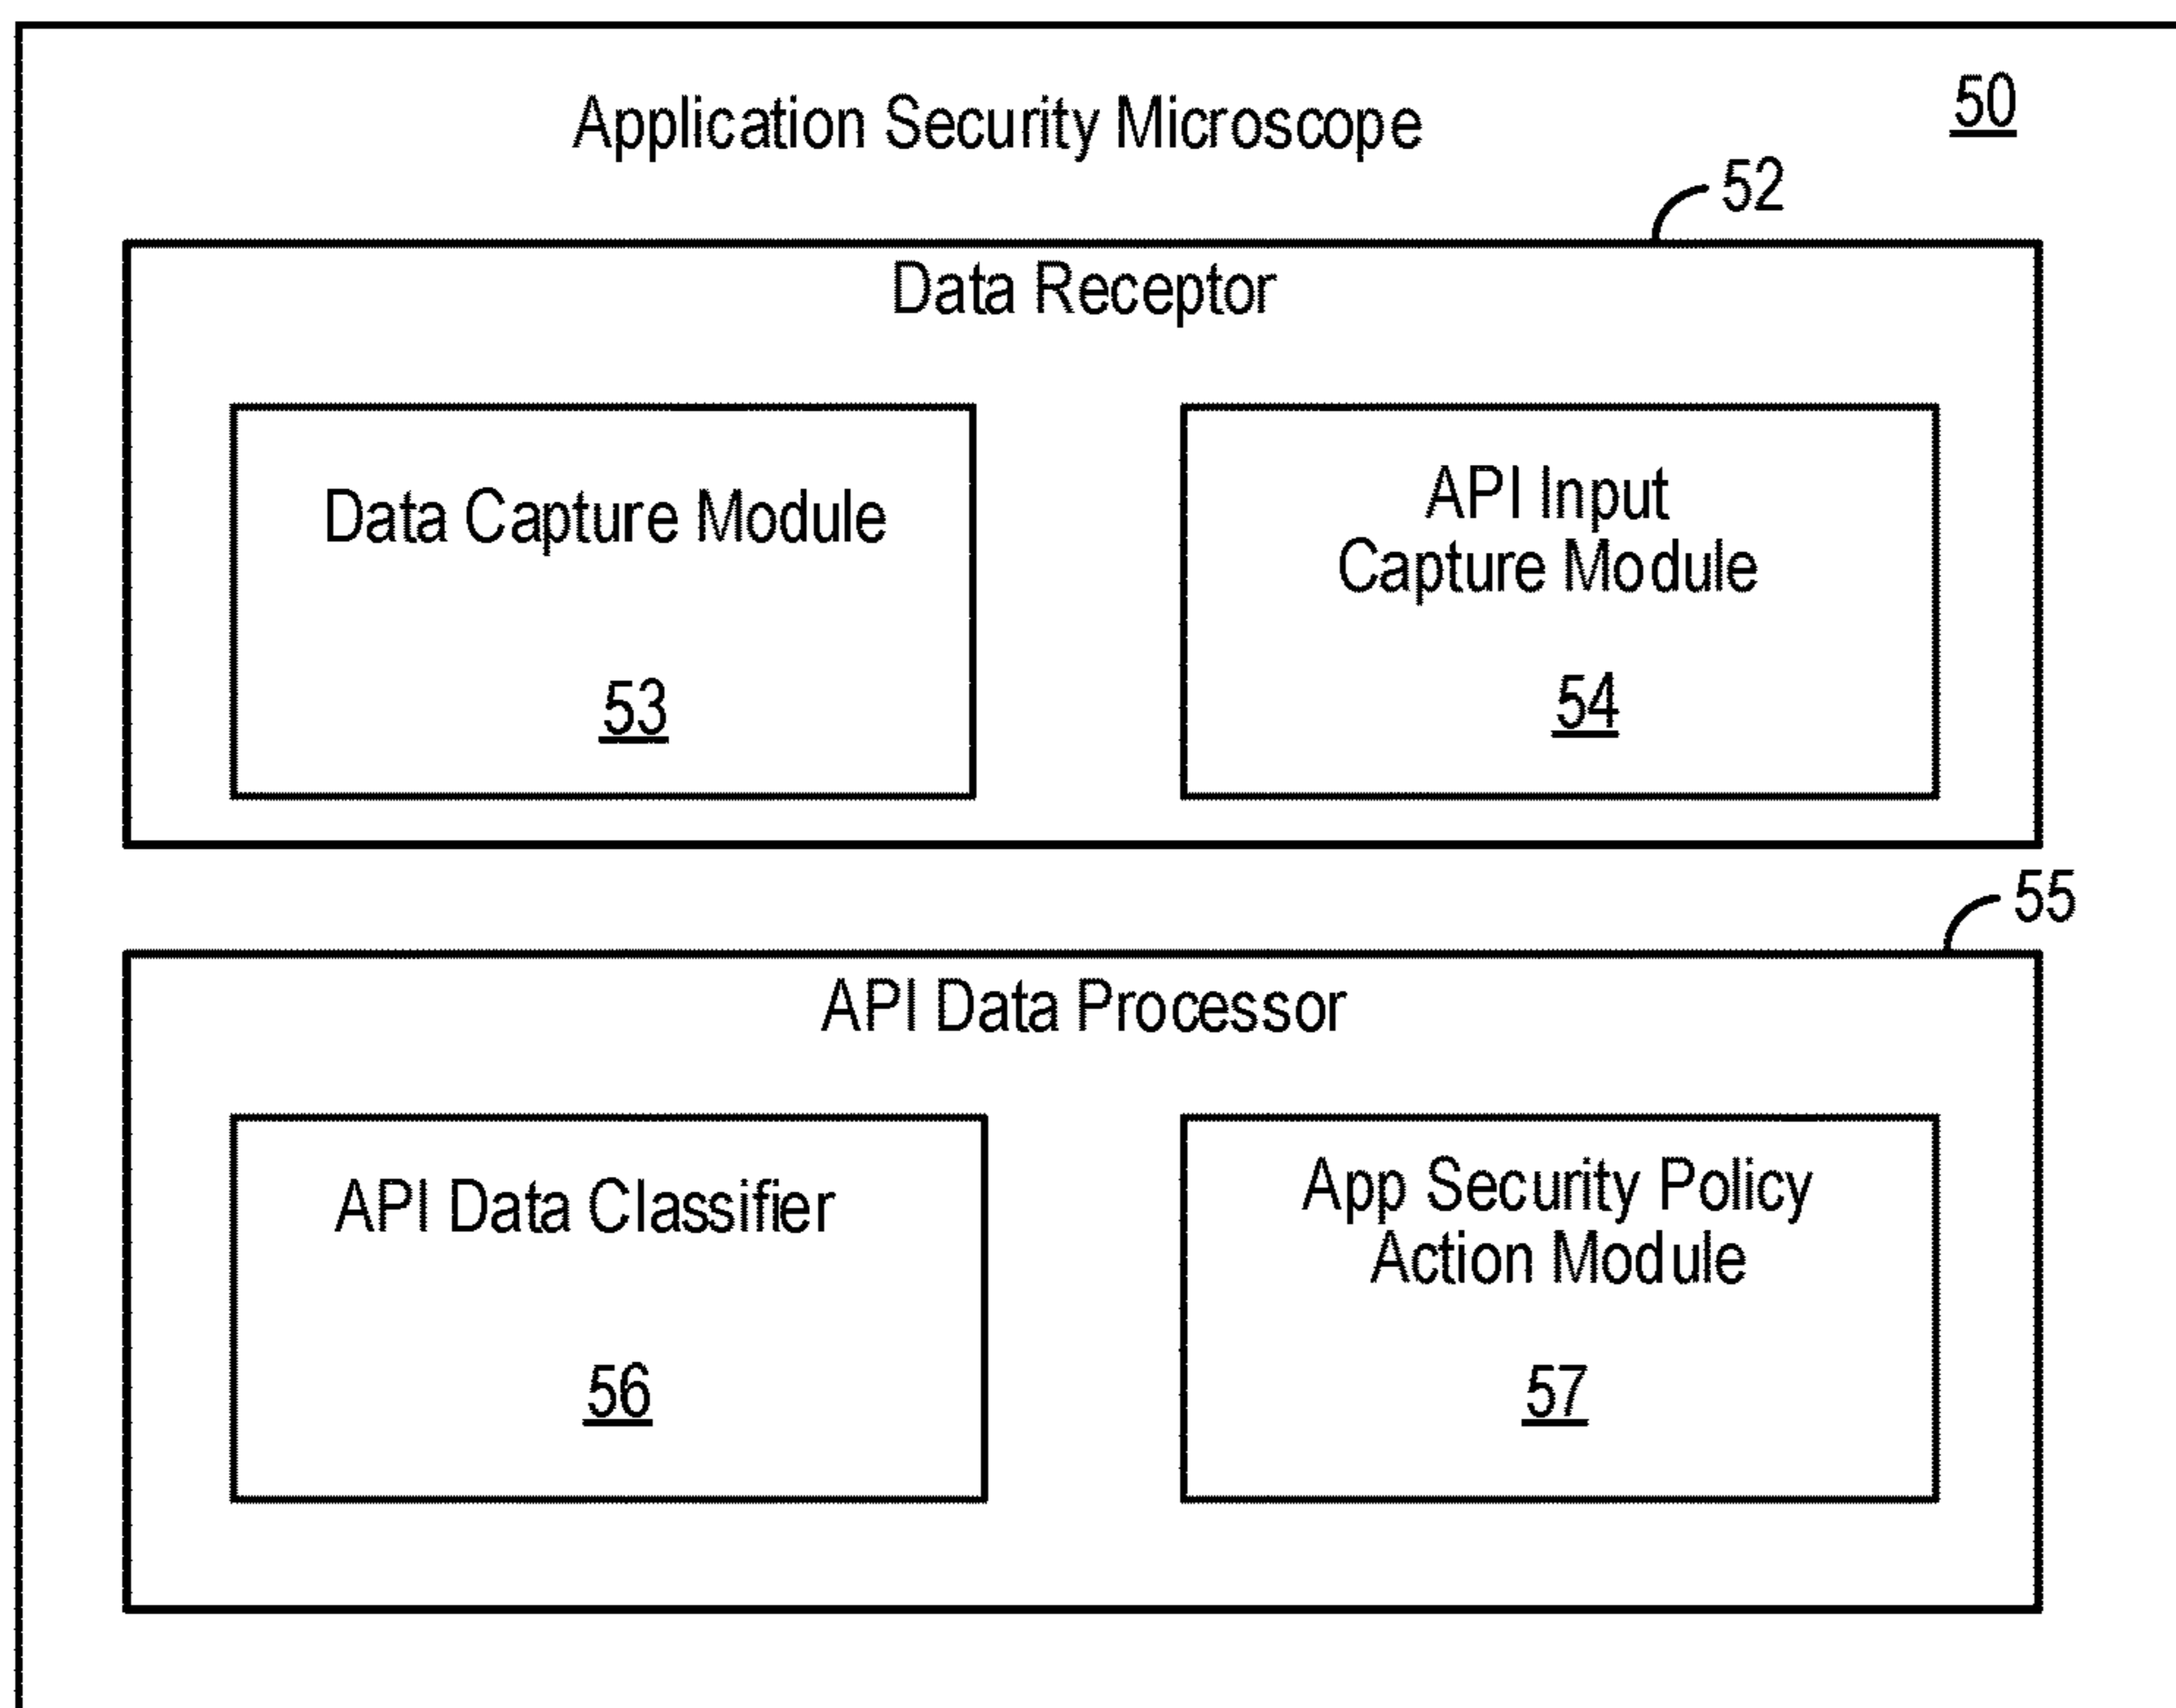 Application Security Microscope
50
52
Data Receptor
Data Capture Module
53
API Input
Capture Module
54
55
API Data Processor
API Data Classifier
56
App Security Policy
Action Module
57